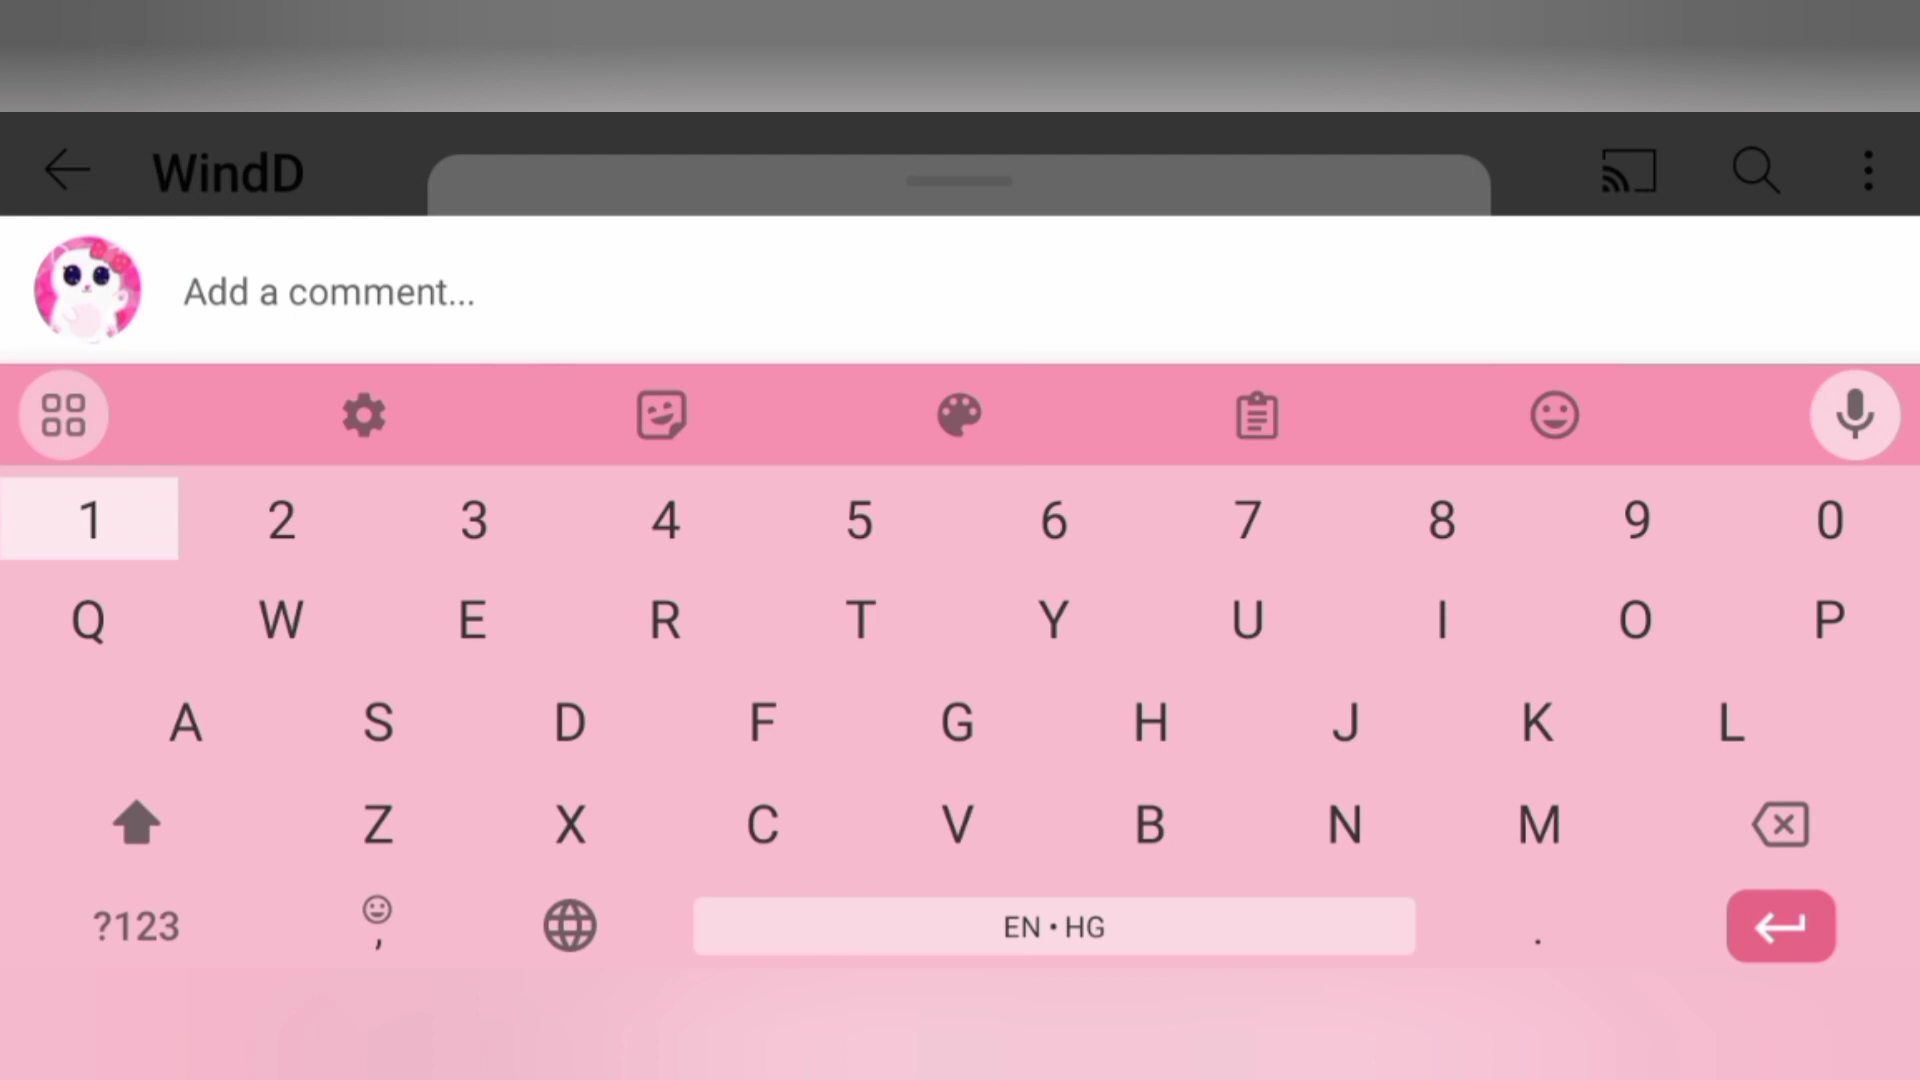 WindD
Add a comment...
1 2 3 4 5 6 7 8 9 0
Q W E R T Y U I O P
A S D F G H J K L
Z X C V B N M
?123 , EN • HG .